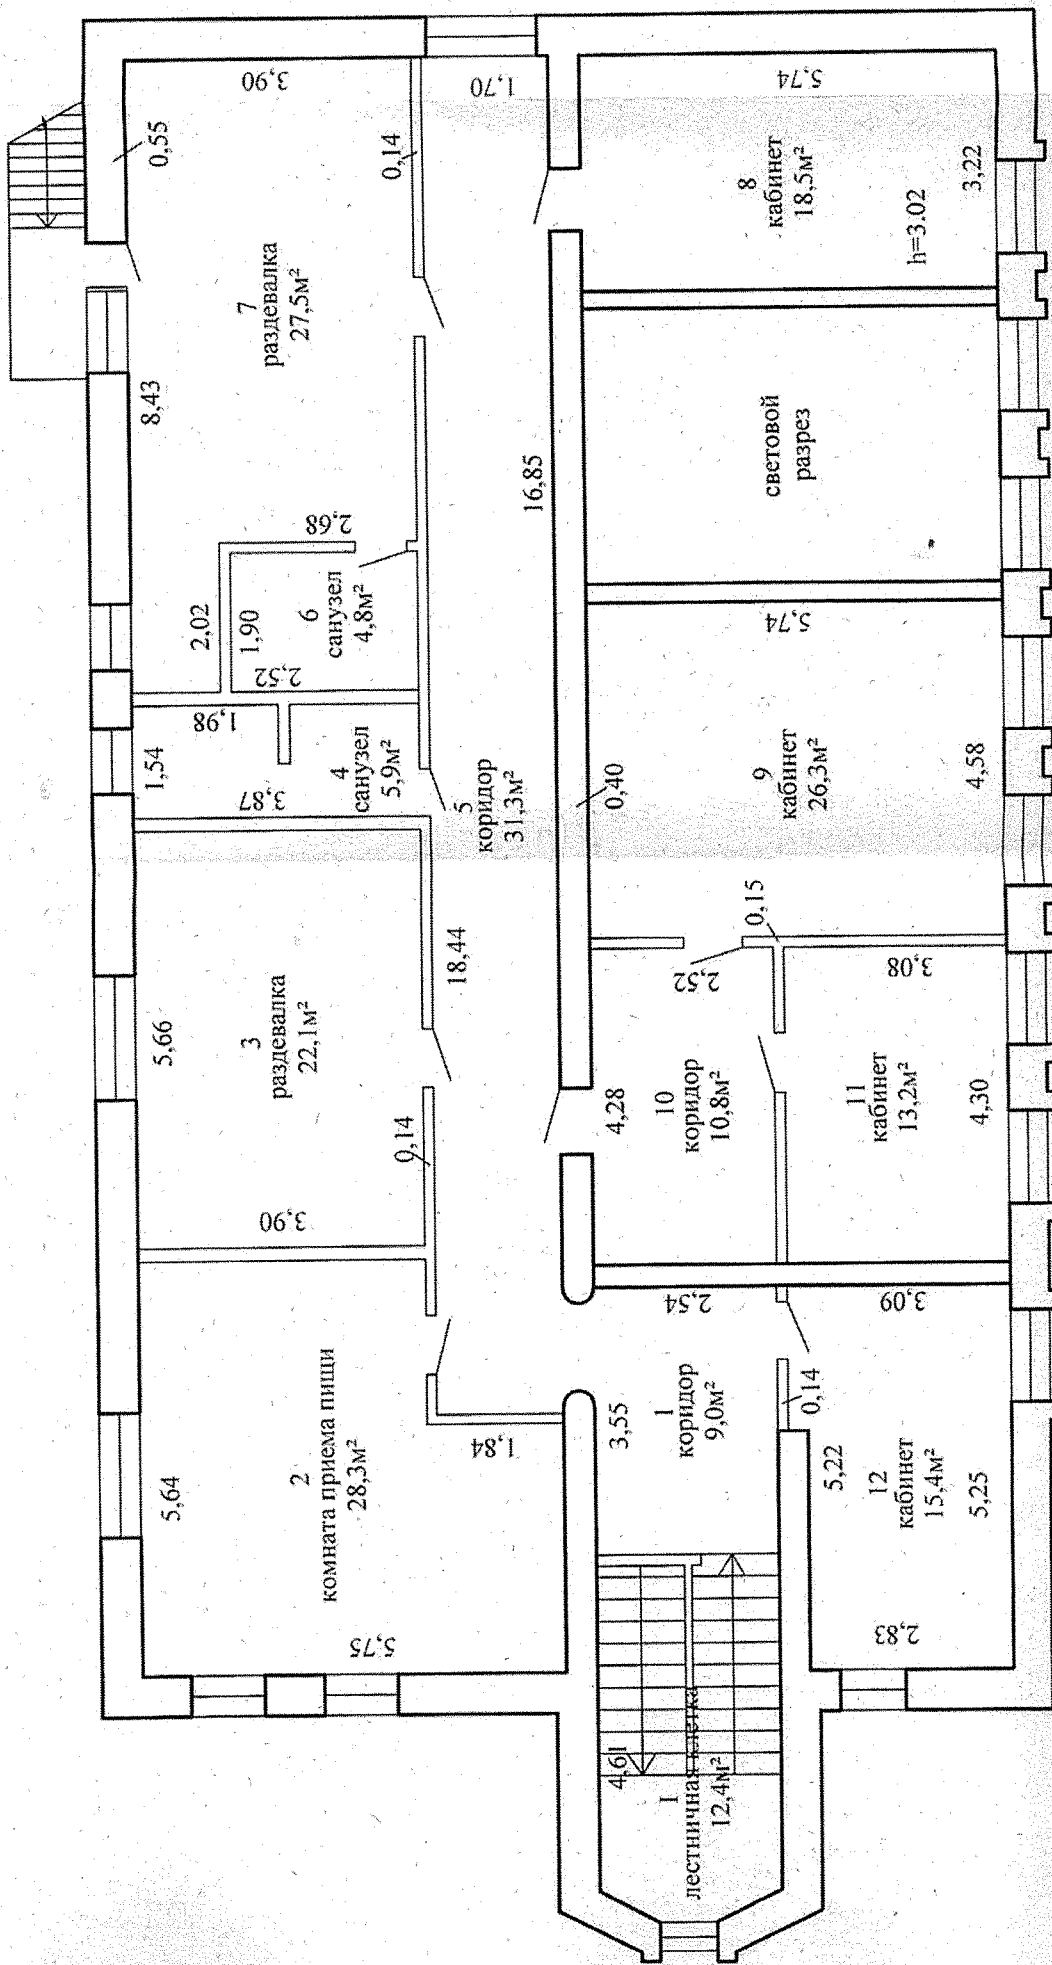 3,90
0,55
7
раздевалка
27,5м²
8,43
0,14
1,70
5,74
8
кабинет
18,5м²
h=3.02
3,22
световой
разрез
16,85
2,68
2,02
1,90
6
санузел
4,8м²
2,52
1,98
1,54
4
санузел
5,9м²
3,87
5
коридор
31,3м²
18,44
0,40
5,74
9
кабинет
26,3м²
4,58
0,15
2,52
3,08
5,66
3
раздевалка
22,1м²
0,14
3,90
4,28
10
коридор
10,8м²
11
кабинет
13,2м²
4,30
2,54
3,09
5,64
2
комната приема пищи
28,3м²
1,84
5,75
3,55
1
коридор
9,0м²
0,14
5,22
12
кабинет
15,4м²
5,25
2,83
4,61
I
лестничная клетка
12,4м²